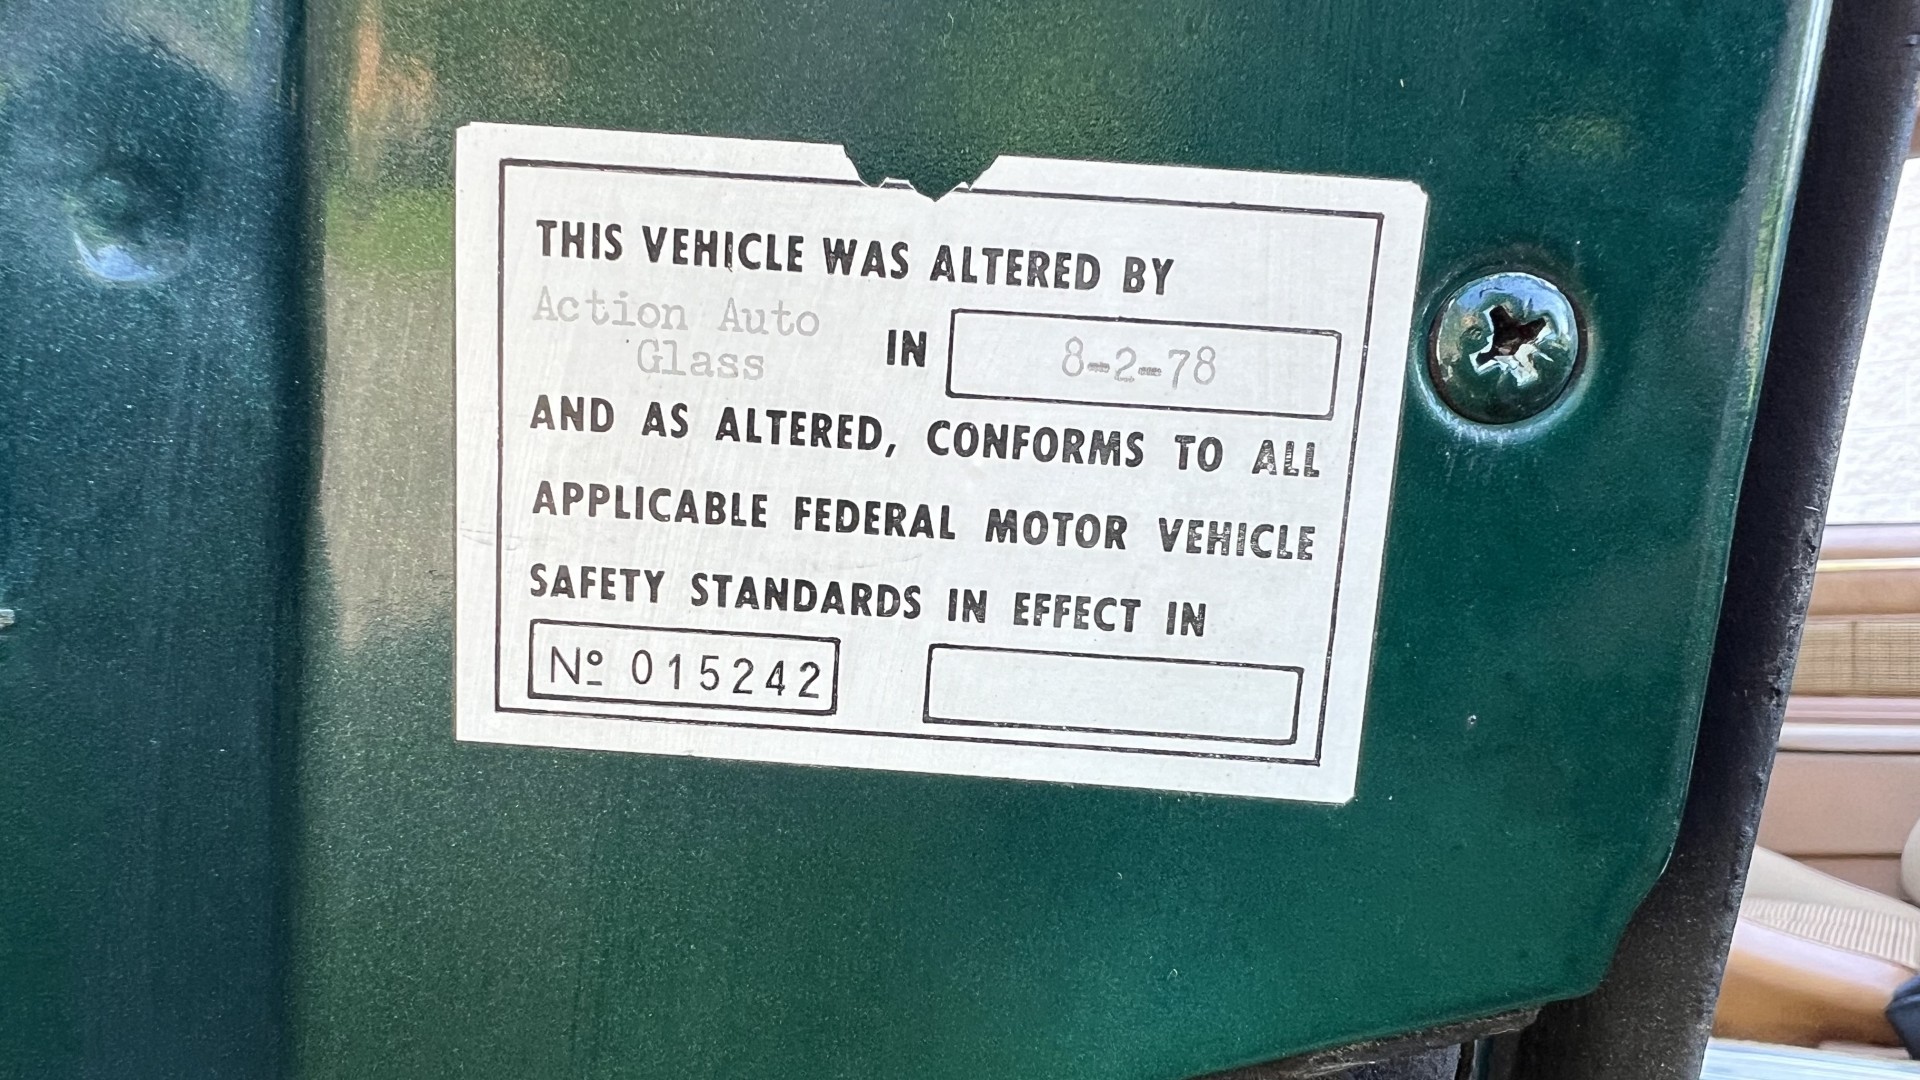 THIS VEHICLE WAS ALTERED BY
Action Auto
Glass
IN 8-2-78
AND AS ALTERED, CONFORMS TO ALL
APPLICABLE FEDERAL MOTOR VEHICLE
SAFETY STANDARDS IN EFFECT IN
Nº 015242